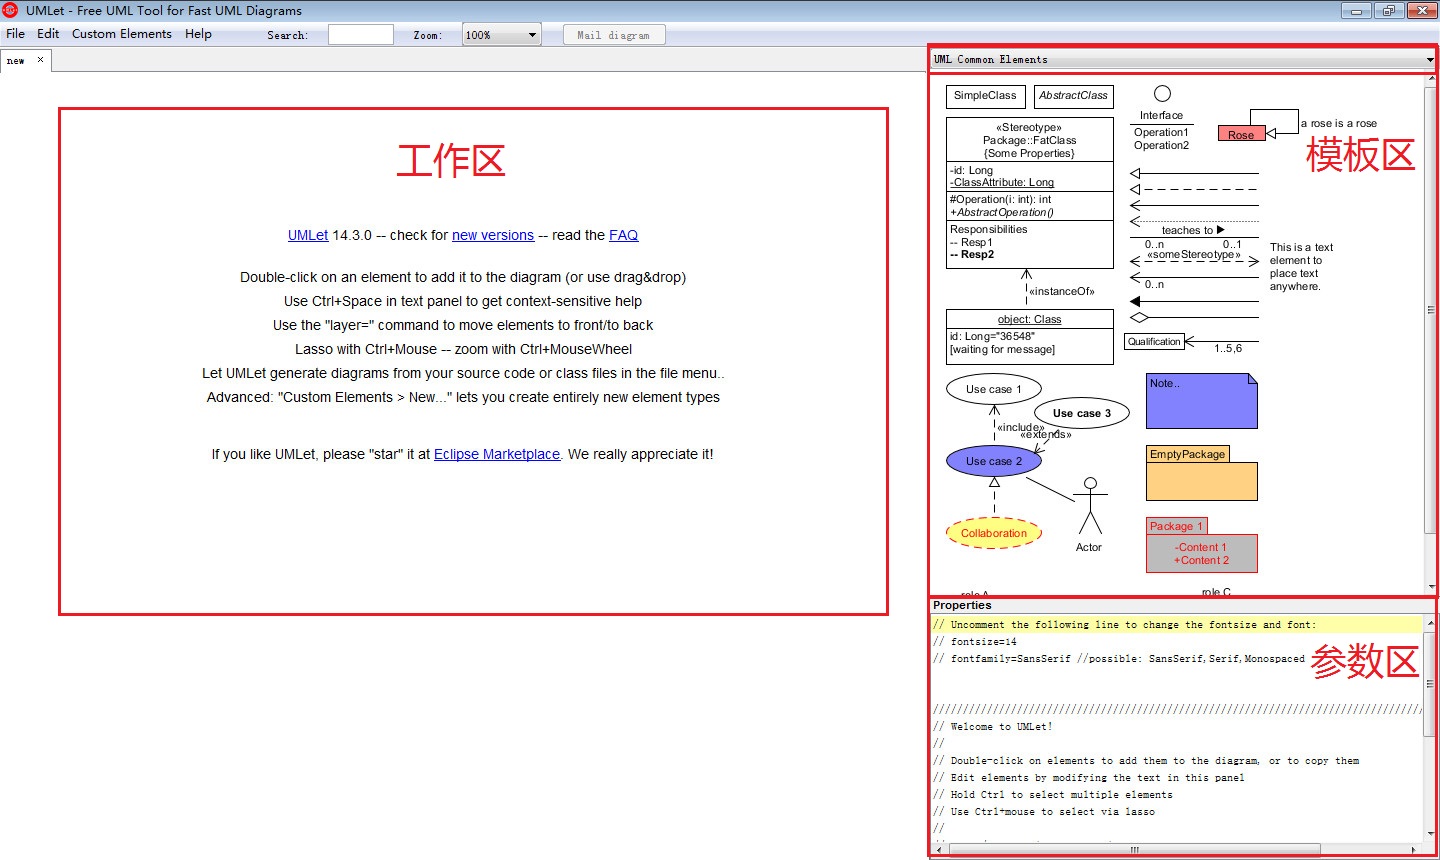 UMLet - Free UML Tool for Fast UML Diagrams
File Edit Custom Elements Help Search: Zoom: 100% Mail diagram
new
工作区
UMLet 14.3.0 -- check for new versions -- read the FAQ
Double-click on an element to add it to the diagram (or use drag&drop)
Use Ctrl+Space in text panel to get context-sensitive help
Use the "layer=" command to move elements to front/to back
Lasso with Ctrl+Mouse -- zoom with Ctrl+MouseWheel
Let UMLet generate diagrams from your source code or class files in the file menu..
Advanced: "Custom Elements > New..." lets you create entirely new element types
If you like UMLet, please "star" it at Eclipse Marketplace. We really appreciate it!
UML Common Elements
模板区
SimpleClass
AbstractClass
Interface
Operation1
Operation2
Rose
a rose is a rose
«Stereotype»
Package::FatClass
{Some Properties}
-id: Long
-ClassAttribute: Long
#Operation(i: int): int
+AbstractOperation()
Responsibilities
-- Resp1
-- Resp2
teaches to
0..n 0..1
«someStereotype»
0..n
This is a text
element to
place text
anywhere.
«instanceOf»
object: Class
id: Long="36548"
[waiting for message]
Qualification
1..5,6
Use case 1
Use case 3
«include»
«extends»
Use case 2
Collaboration
Actor
Note..
EmptyPackage
Package 1
-Content 1
+Content 2
role C
Properties
参数区
// Uncomment the following line to change the fontsize and font:
// fontsize=14
// fontfamily=SansSerif //possible: SansSerif,Serif,Monospaced
//////////////////////////////////////////////////////////////////////////////////
// Welcome to UMLet!
//
// Double-click on elements to add them to the diagram, or to copy them
// Edit elements by modifying the text in this panel
// Hold Ctrl to select multiple elements
// Use Ctrl+mouse to select via lasso
//